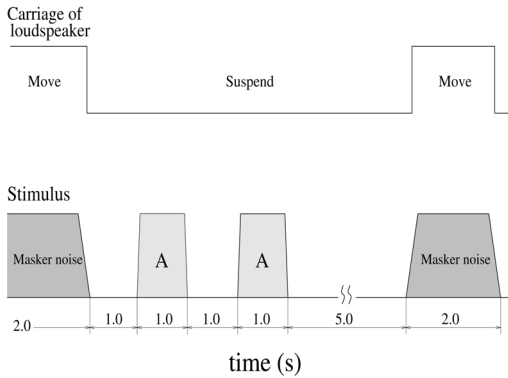 Carriage of
loudspeaker
Move Suspend Move
Stimulus
Masker noise A A Masker noise
2.0 1.0 1.0 1.0 1.0 5.0 2.0
time (s)